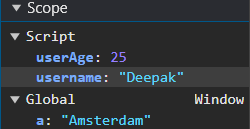 Scope
Script
userAge: 25
username: "Deepak"
Global Window
a: "Amsterdam"